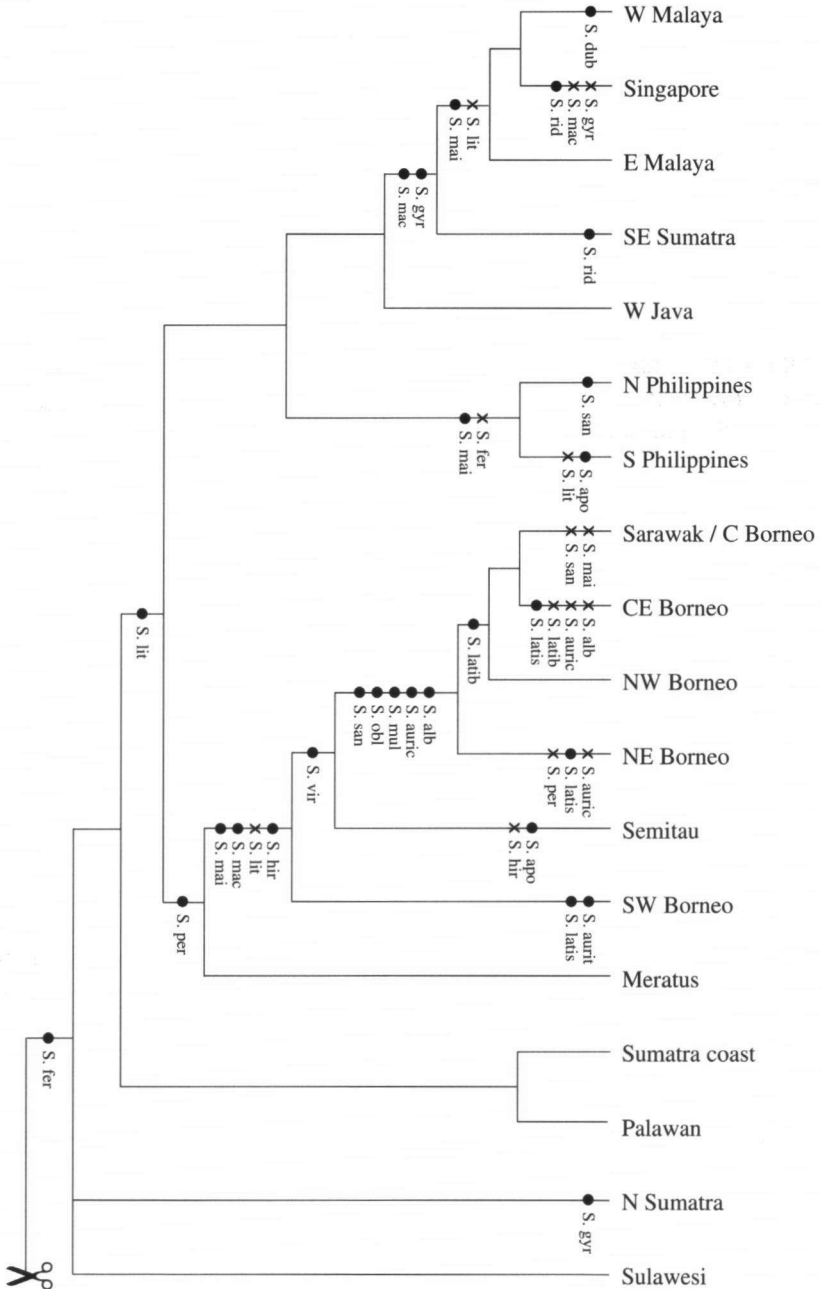 W Malaya
S. dub
Singapore
S. rid
S. mac
S. gyr
S. mai
S. lit
E Malaya
S. mac
S. gyr
SE Sumatra
S. rid
W Java
N Philippines
S. san
S. mai
S. fer
S Philippines
S. lit
S. apo
Sarawak / C Borneo
S. san
S. mai
CE Borneo
S. latis
S. latib
S. auric
S. alb
S. lit
S. latib
NW Borneo
S. san
S. obl
S. mul
S. auric
S. alb
NE Borneo
S. per
S. latis
S. auric
S. vir
Semitau
S. hir
S. apo
S. mai
S. mac
S. lit
S. hir
SW Borneo
S. latis
S. aurit
S. per
Meratus
Sumatra coast
S. fer
Palawan
N Sumatra
S. gyr
Sulawesi